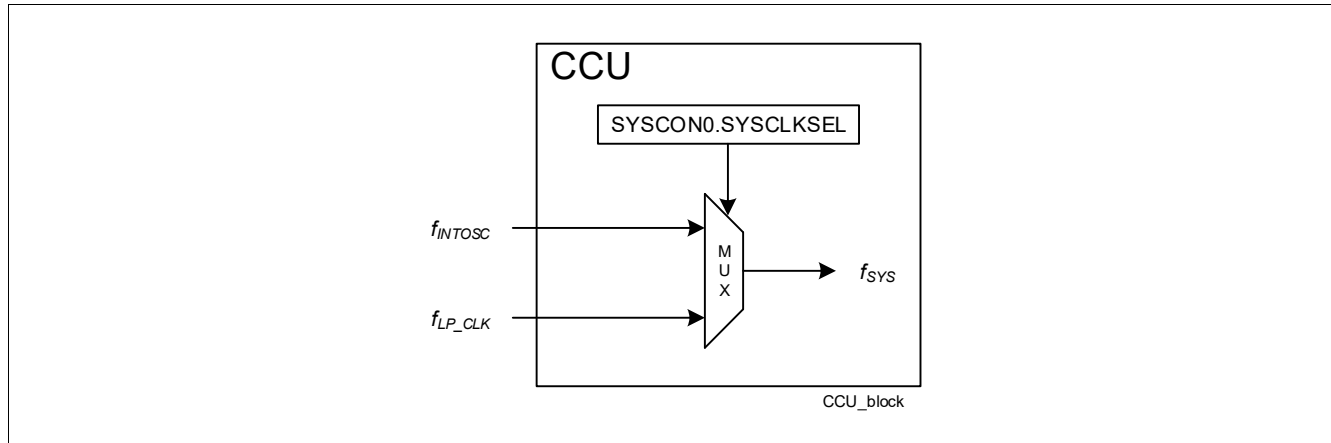 CCU
SYSCON0.SYSCLKSEL
fINTOSC
M
U
X
fSYS
fLP_CLK
CCU_block